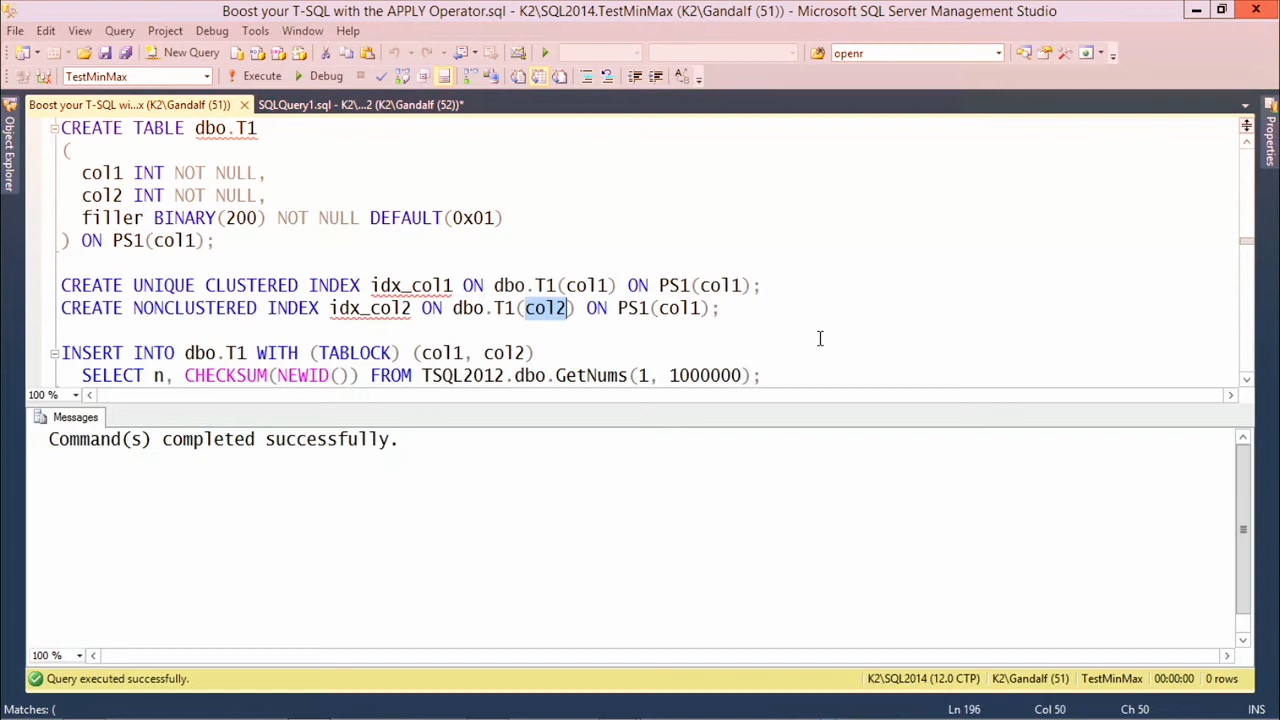 Boost your T-SQL with the APPLY Operator.sql - K2\SQL2014.TestMinMax (K2\Gandalf (51)) - Microsoft SQL Server Management Studio
File Edit View Query Project Debug Tools Window Help
New Query openr
TestMinMax Execute Debug
Boost your T-SQL wi...x (K2\Gandalf (51)) SQLQuery1.sql - K2\...2 (K2\Gandalf (52))*
Object Explorer
Properties
CREATE TABLE dbo.T1
(
col1 INT NOT NULL,
col2 INT NOT NULL,
filler BINARY(200) NOT NULL DEFAULT(0x01)
) ON PS1(col1);
CREATE UNIQUE CLUSTERED INDEX idx_col1 ON dbo.T1(col1) ON PS1(col1);
CREATE NONCLUSTERED INDEX idx_col2 ON dbo.T1(col2) ON PS1(col1);
INSERT INTO dbo.T1 WITH (TABLOCK) (col1, col2)
SELECT n, CHECKSUM(NEWID()) FROM TSQL2012.dbo.GetNums(1, 1000000);
100 %
Messages
Command(s) completed successfully.
100 %
Query executed successfully. K2\SQL2014 (12.0 CTP) K2\Gandalf (51) TestMinMax 00:00:00 0 rows
Matches: ( Ln 196 Col 50 Ch 50 INS